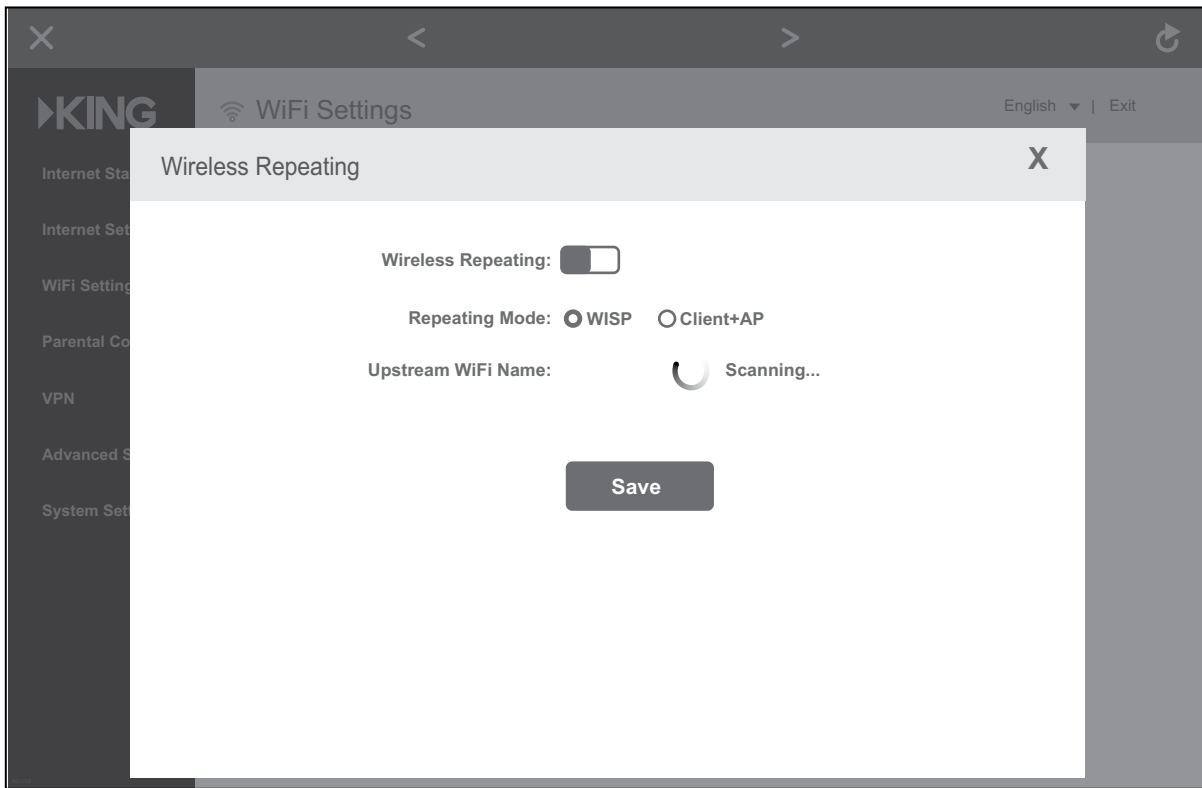 X < >
KING
WiFi Settings
English | Exit
Wireless Repeating
X
Internet Sta
Internet Set
WiFi Setting
Parental Co
VPN
Advanced S
System Sett
Wireless Repeating:
Repeating Mode: WISP Client+AP
Upstream WiFi Name: Scanning...
Save